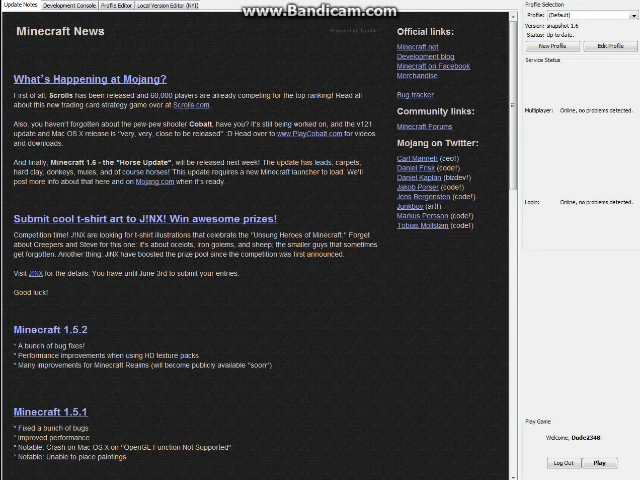 www.Bandicam.com
Update Notes
Development Console
Profile Editor
Local Version Editor (NYI)
Minecraft News
What's Happening at Mojang?
First of all, Scrolls has been released and 60,000 players are already competing for the top ranking! Read all
about this new trading card strategy game over at Scrolls.com.
Also, you haven't forgotten about the pew-pew shooter Cobalt, have you? It's still being worked on, and the v121
update and Mac OS X release is "very, very, close to be released" :D Head over to www.PlayCobalt.com for videos
and downloads.
And finally, Minecraft 1.6 - the "Horse Update", will be released next week! The update has leads, carpets,
hard clay, donkeys, mules, and of course horses! This update requires a new Minecraft launcher to load. We'll
post more info about that here and on Mojang.com when it's ready.
Submit cool t-shirt art to J!NX! Win awesome prizes!
Competition time! J!NX are looking for t-shirt illustrations that celebrate the "Unsung Heroes of Minecraft." Forget
about Creepers and Steve for this one: it's about ocelots, iron golems, and sheep; the smaller guys that sometimes
get forgotten. Another thing. J!NX have boosted the prize pool since the competition was first announced.
Visit J!NX for the details. You have until June 3rd to submit your entries.
Good luck!
Minecraft 1.5.2
* A bunch of bug fixes!
* Performance improvements when using HD texture packs
* Many improvements for Minecraft Realms (will become publicly available "soon")
Minecraft 1.5.1
* Fixed a bunch of bugs
* Improved performance
* Notable: Crash on Mac OS X on "OpenGL Function Not Supported"
* Notable: Unable to place paintings
Official links:
Minecraft.net
Development blog
Minecraft on Facebook
Merchandise
Bug tracker
Community links:
Minecraft Forums
Mojang on Twitter:
Carl Manneh (ceo!)
Daniel Frisk (code!)
Daniel Kaplan (bizdev!)
Jakob Porser (code!)
Jens Bergensten (code!)
Junkboy (art!)
Markus Persson (code!)
Tobias Mollstam (code!)
Profile Selection
Profile: (Default)
Version: snapshot 1.6
Status: Up to date.
New Profile
Edit Profile
Service Status
Multiplayer: Online, no problems detected.
Login: Online, no problems detected.
Play Game
Welcome, Dude2348
Log Out
Play